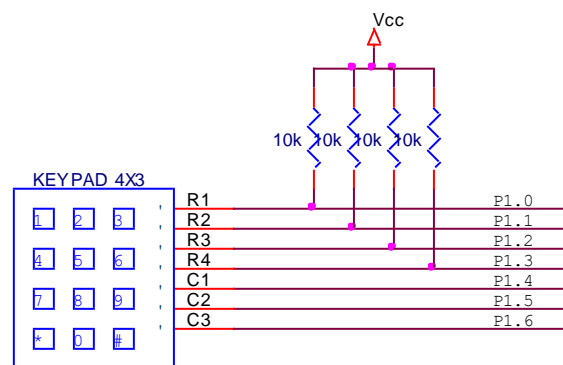 Vcc
10k 10k 10k 10k
KEYPAD 4X3
R1 P1.0
1 2 3 R2 P1.1
R3 P1.2
4 5 6 R4 P1.3
C1 P1.4
7 8 9 C2 P1.5
C3 P1.6
* 0 #